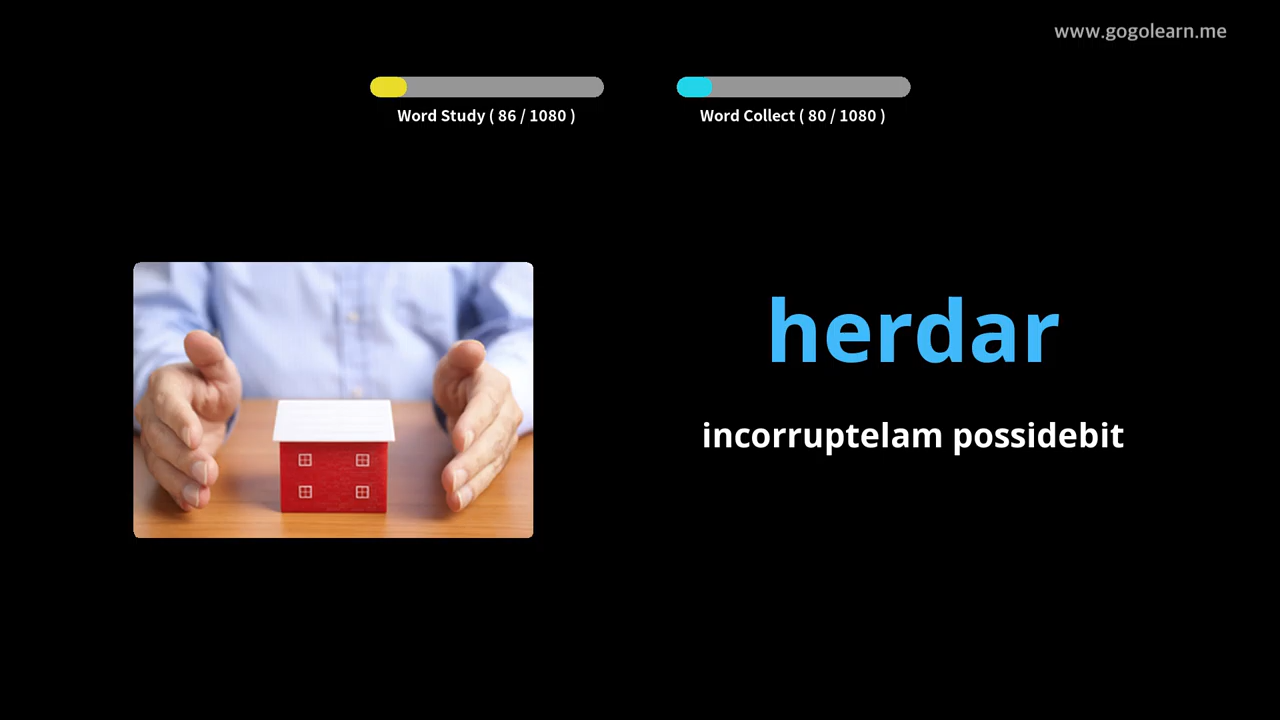 www.gogolearn.me
Word Study ( 86 / 1080 )
Word Collect ( 80 / 1080 )
herdar
incorruptelam possidebit